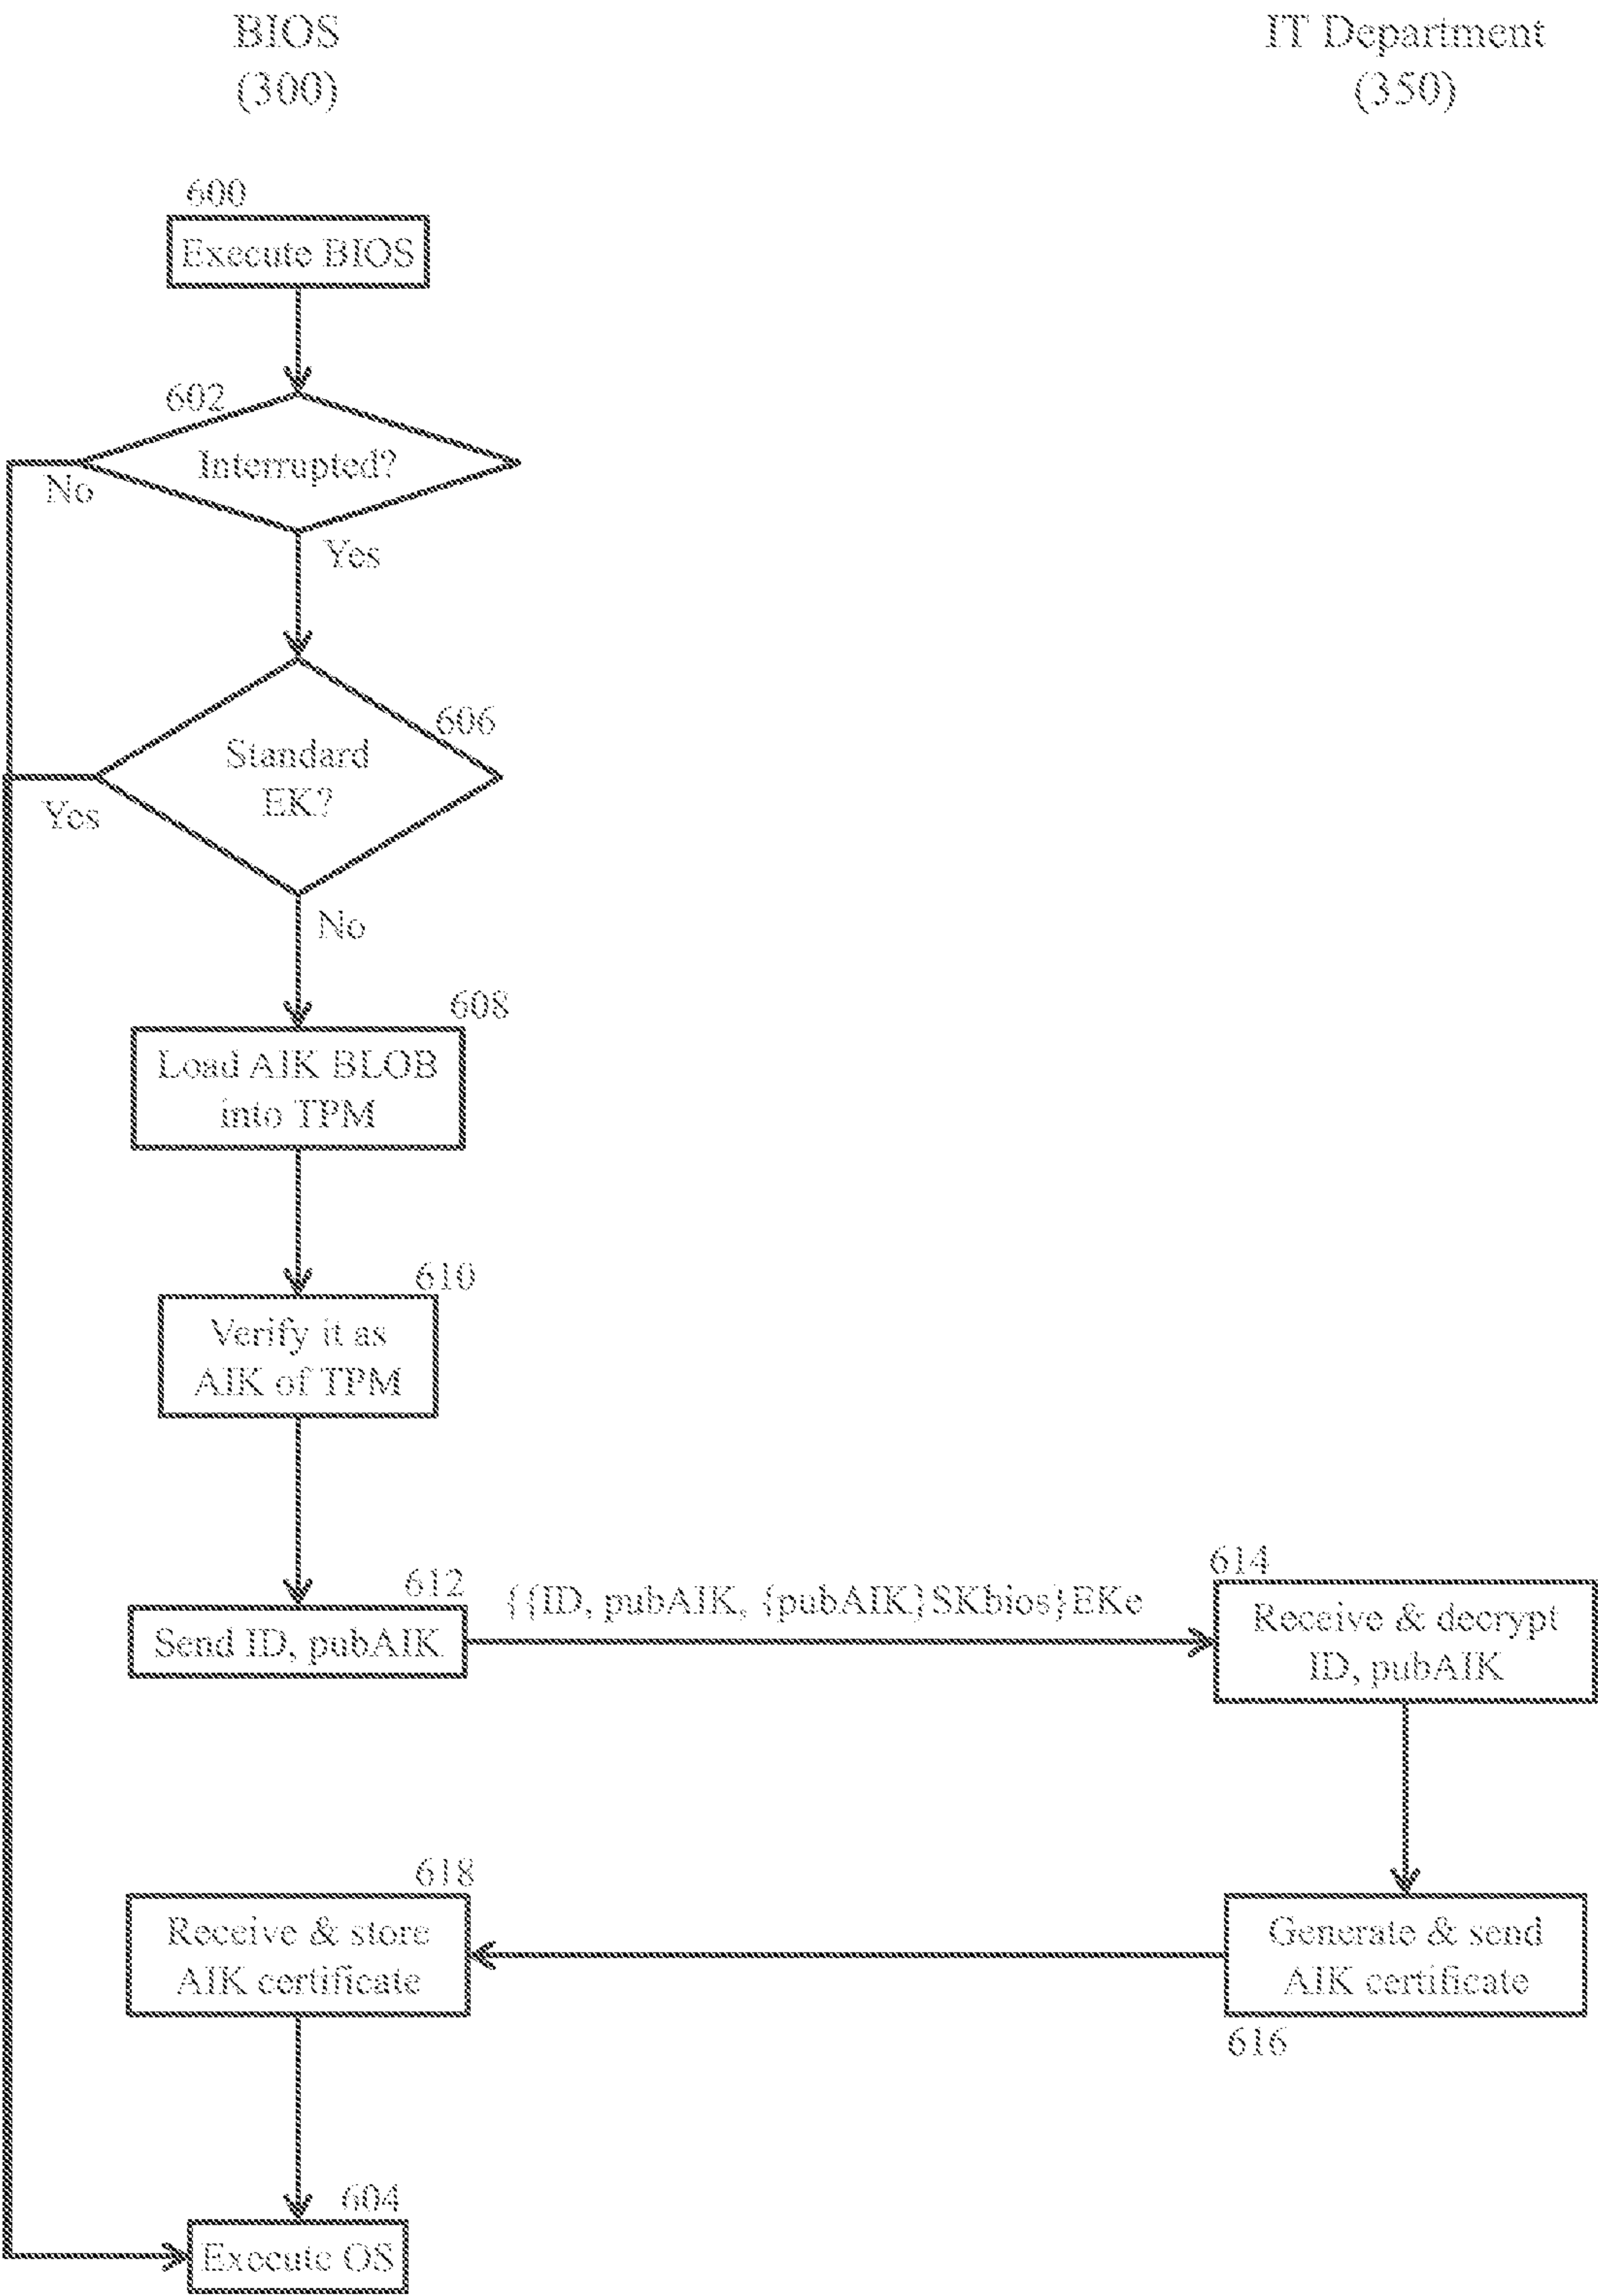 BIOS
(300)
IT Department
(350)
600
Execute BIOS
602
Interrupted?
No
Yes
606
Standard
EK?
Yes
No
608
Load AIK BLOB
into TPM
610
Verify it as
AIK of TPM
612
Send ID, pubAIK
{{ID, pubAIK, {pubAIK}SKbios}EKe
614
Receive & decrypt
ID, pubAIK
618
Receive & store
AIK certificate
Generate & send
AIK certificate
616
604
Execute OS